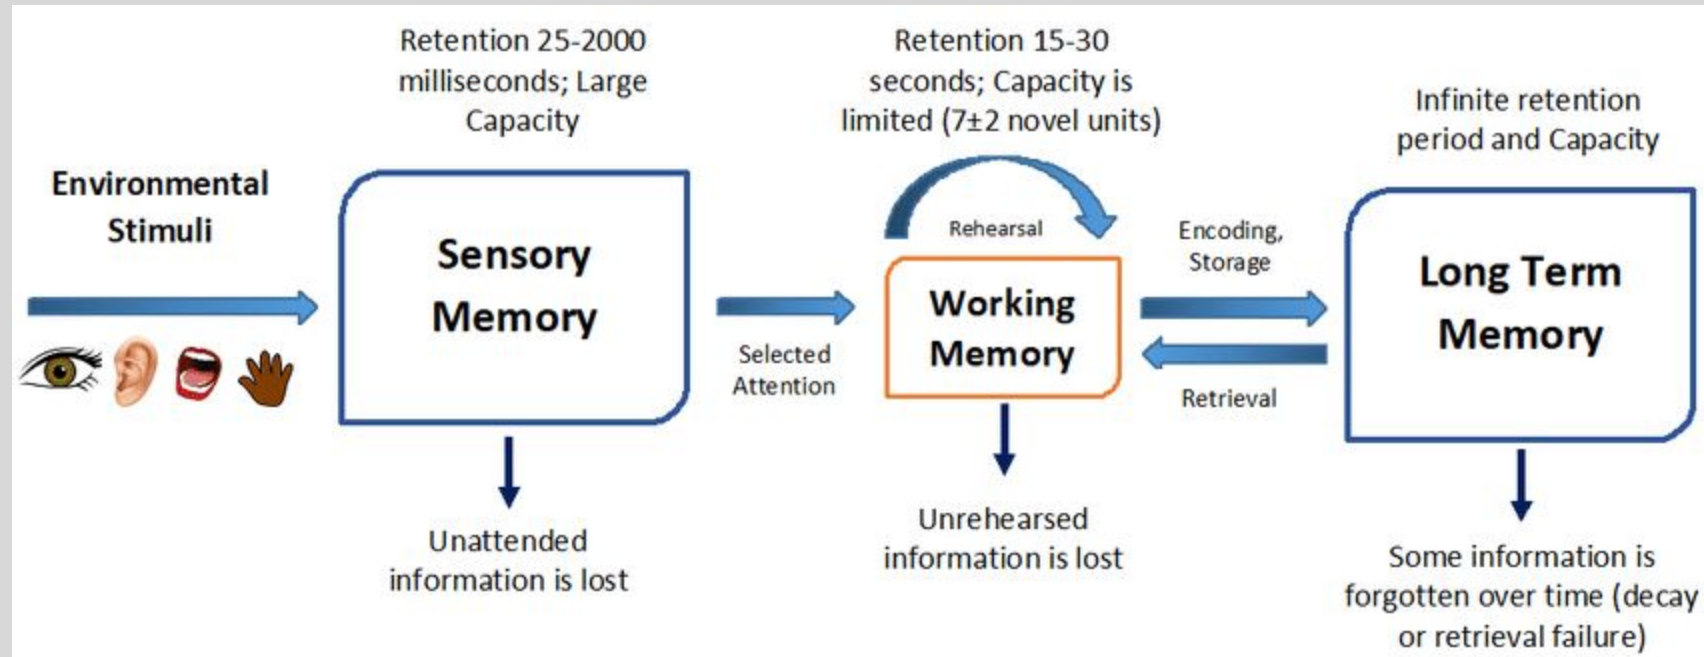 Environmental
Stimuli
Retention 25-2000
milliseconds; Large
Capacity
Sensory
Memory
Unattended
information is lost
Selected
Attention
Retention 15-30
seconds; Capacity is
limited (7±2 novel units)
Rehearsal
Working
Memory
Unrehearsed
information is lost
Encoding,
Storage
Retrieval
Infinite retention
period and Capacity
Long Term
Memory
Some information is
forgotten over time (decay
or retrieval failure)